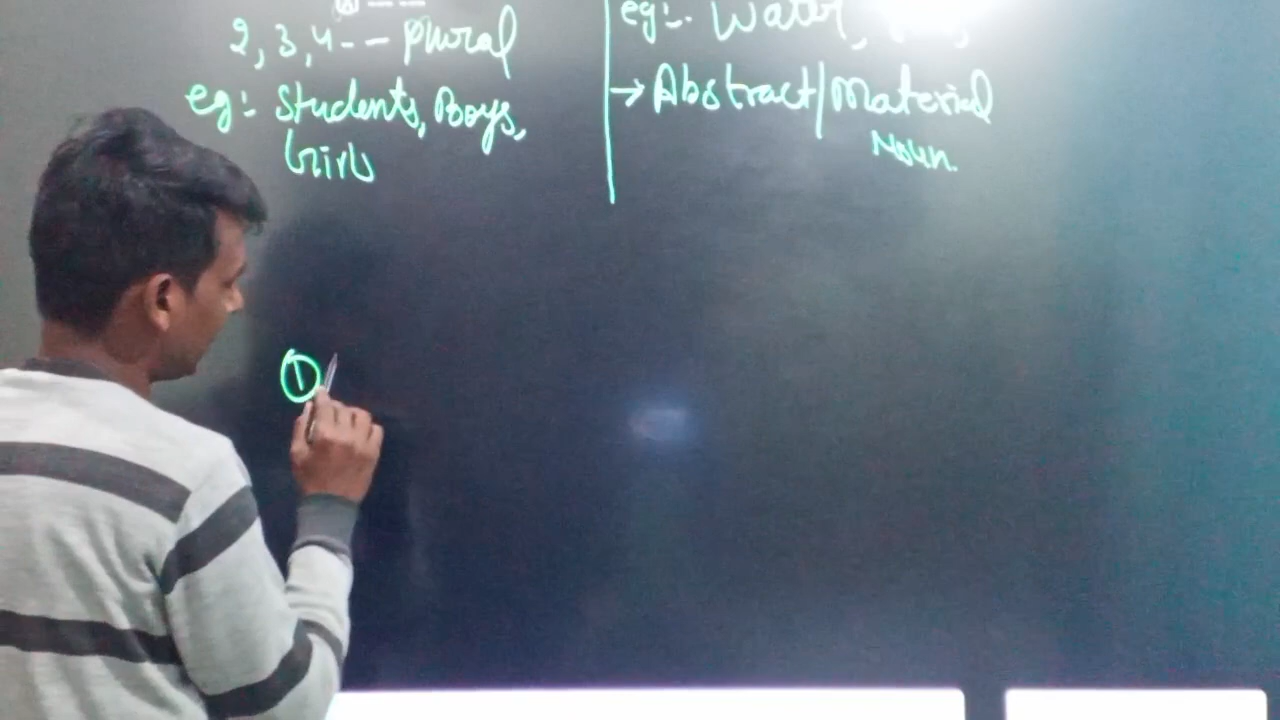 2, 3, 4 - - Plural
eg:- Students, Boys,
Girls
①
eg:- Water,
→ Abstract/Material
Noun.